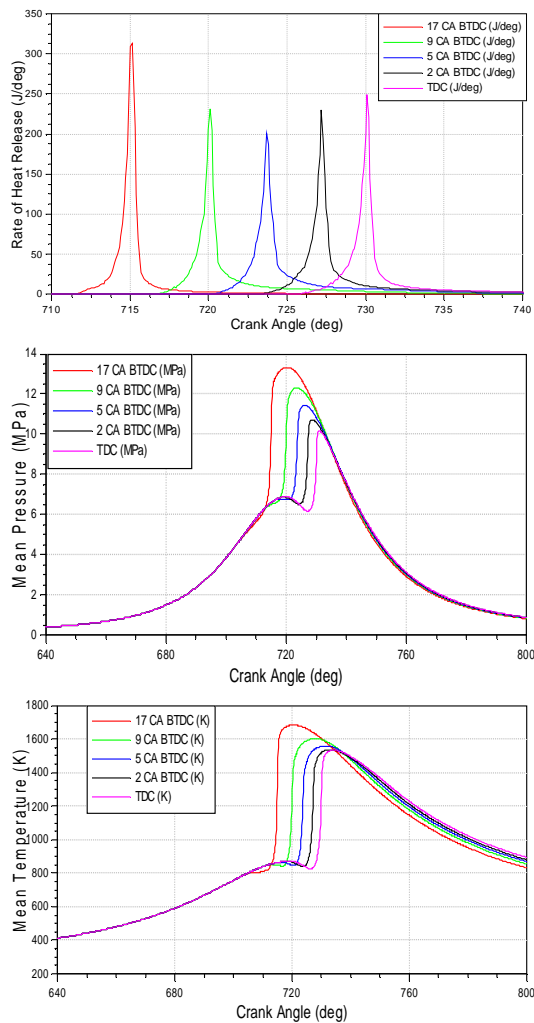 350
300
250
200
150
100
50
0
Rate of Heat Release (J/deg)
17 CA BTDC (J/deg)
9 CA BTDC (J/deg)
5 CA BTDC (J/deg)
2 CA BTDC (J/deg)
TDC (J/deg)
710 715 720 725 730 735 740
Crank Angle (deg)
14
12
10
8
6
4
2
0
Mean Pressure (MPa)
17 CA BTDC (MPa)
9 CA BTDC (MPa)
5 CA BTDC (MPa)
2 CA BTDC (MPa)
TDC (MPa)
640 680 720 760 800
Crank Angle (deg)
1800
1600
1400
1200
1000
800
600
400
200
Mean Temperature (K)
17 CA BTDC (K)
9 CA BTDC (K)
5 CA BTDC (K)
2 CA BTDC (K)
TDC (K)
640 680 720 760 800
Crank Angle (deg)